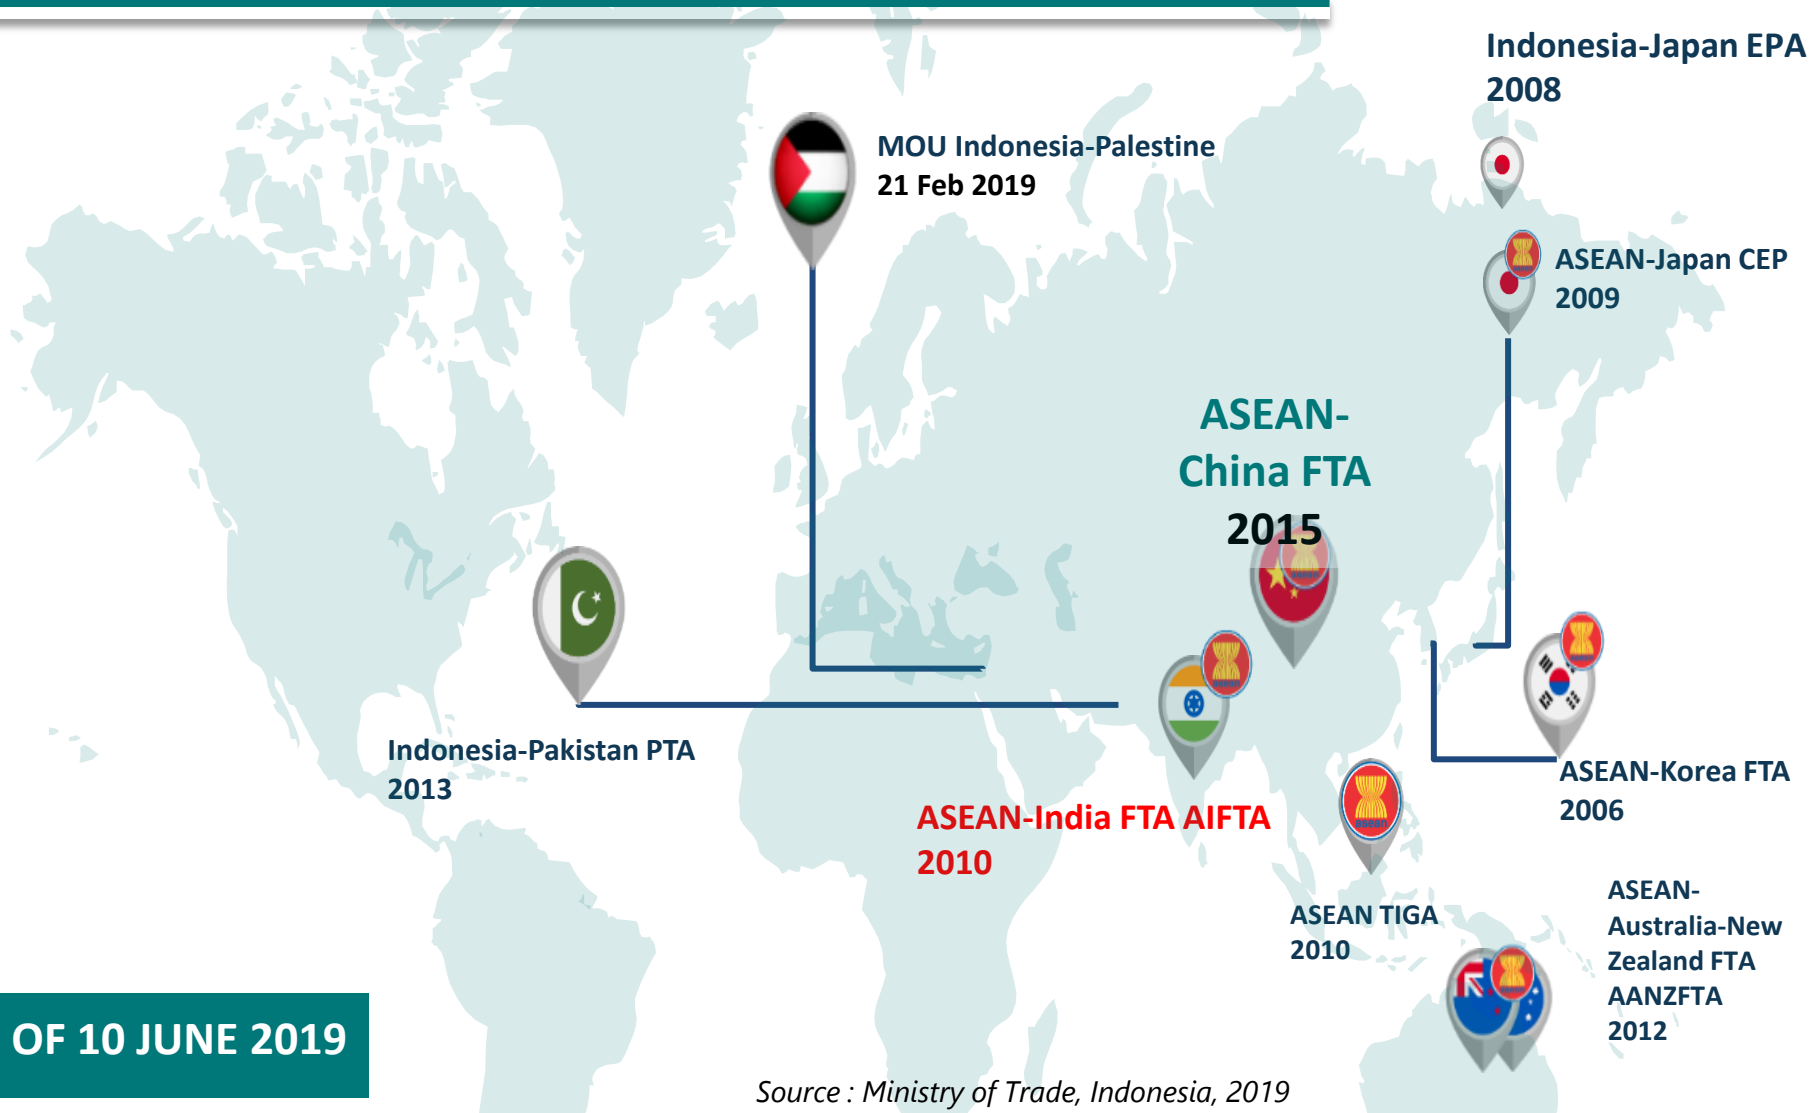 Indonesia-Japan EPA
2008
MOU Indonesia-Palestine
21 Feb 2019
ASEAN-Japan CEP
2009
ASEAN-
China FTA
2015
Indonesia-Pakistan PTA
2013
ASEAN-India FTA AIFTA
2010
ASEAN-Korea FTA
2006
ASEAN TIGA
2010
ASEAN-
Australia-New
Zealand FTA
AANZFTA
2012
asean
OF 10 JUNE 2019
Source : Ministry of Trade, Indonesia, 2019